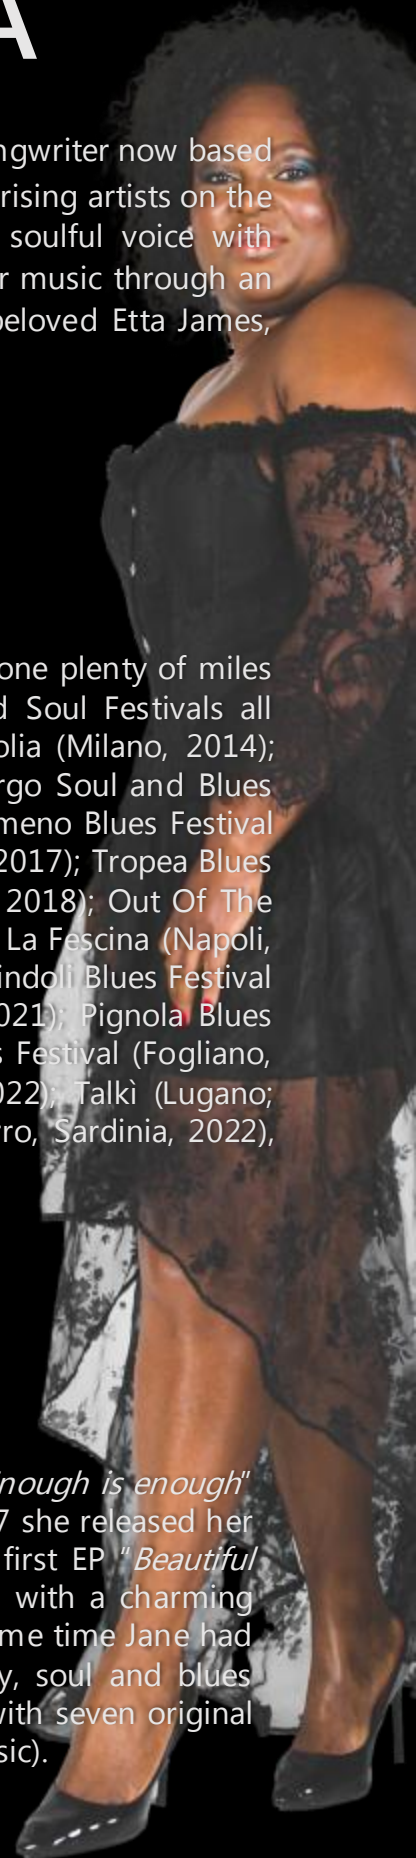 A
ngwriter now based
rising artists on the
soulful voice with
r music through an
beloved Etta James,
one plenty of miles
d Soul Festivals all
olia (Milano, 2014);
rgo Soul and Blues
meno Blues Festival
2017); Tropea Blues
2018); Out Of The
La Fescina (Napoli,
indoli Blues Festival
021); Pignola Blues
s Festival (Fogliano,
022); Talkì (Lugano;
rro, Sardinia, 2022),
nough is enough"
7 she released her
first EP "Beautiful
with a charming
me time Jane had
y, soul and blues
with seven original
sic).